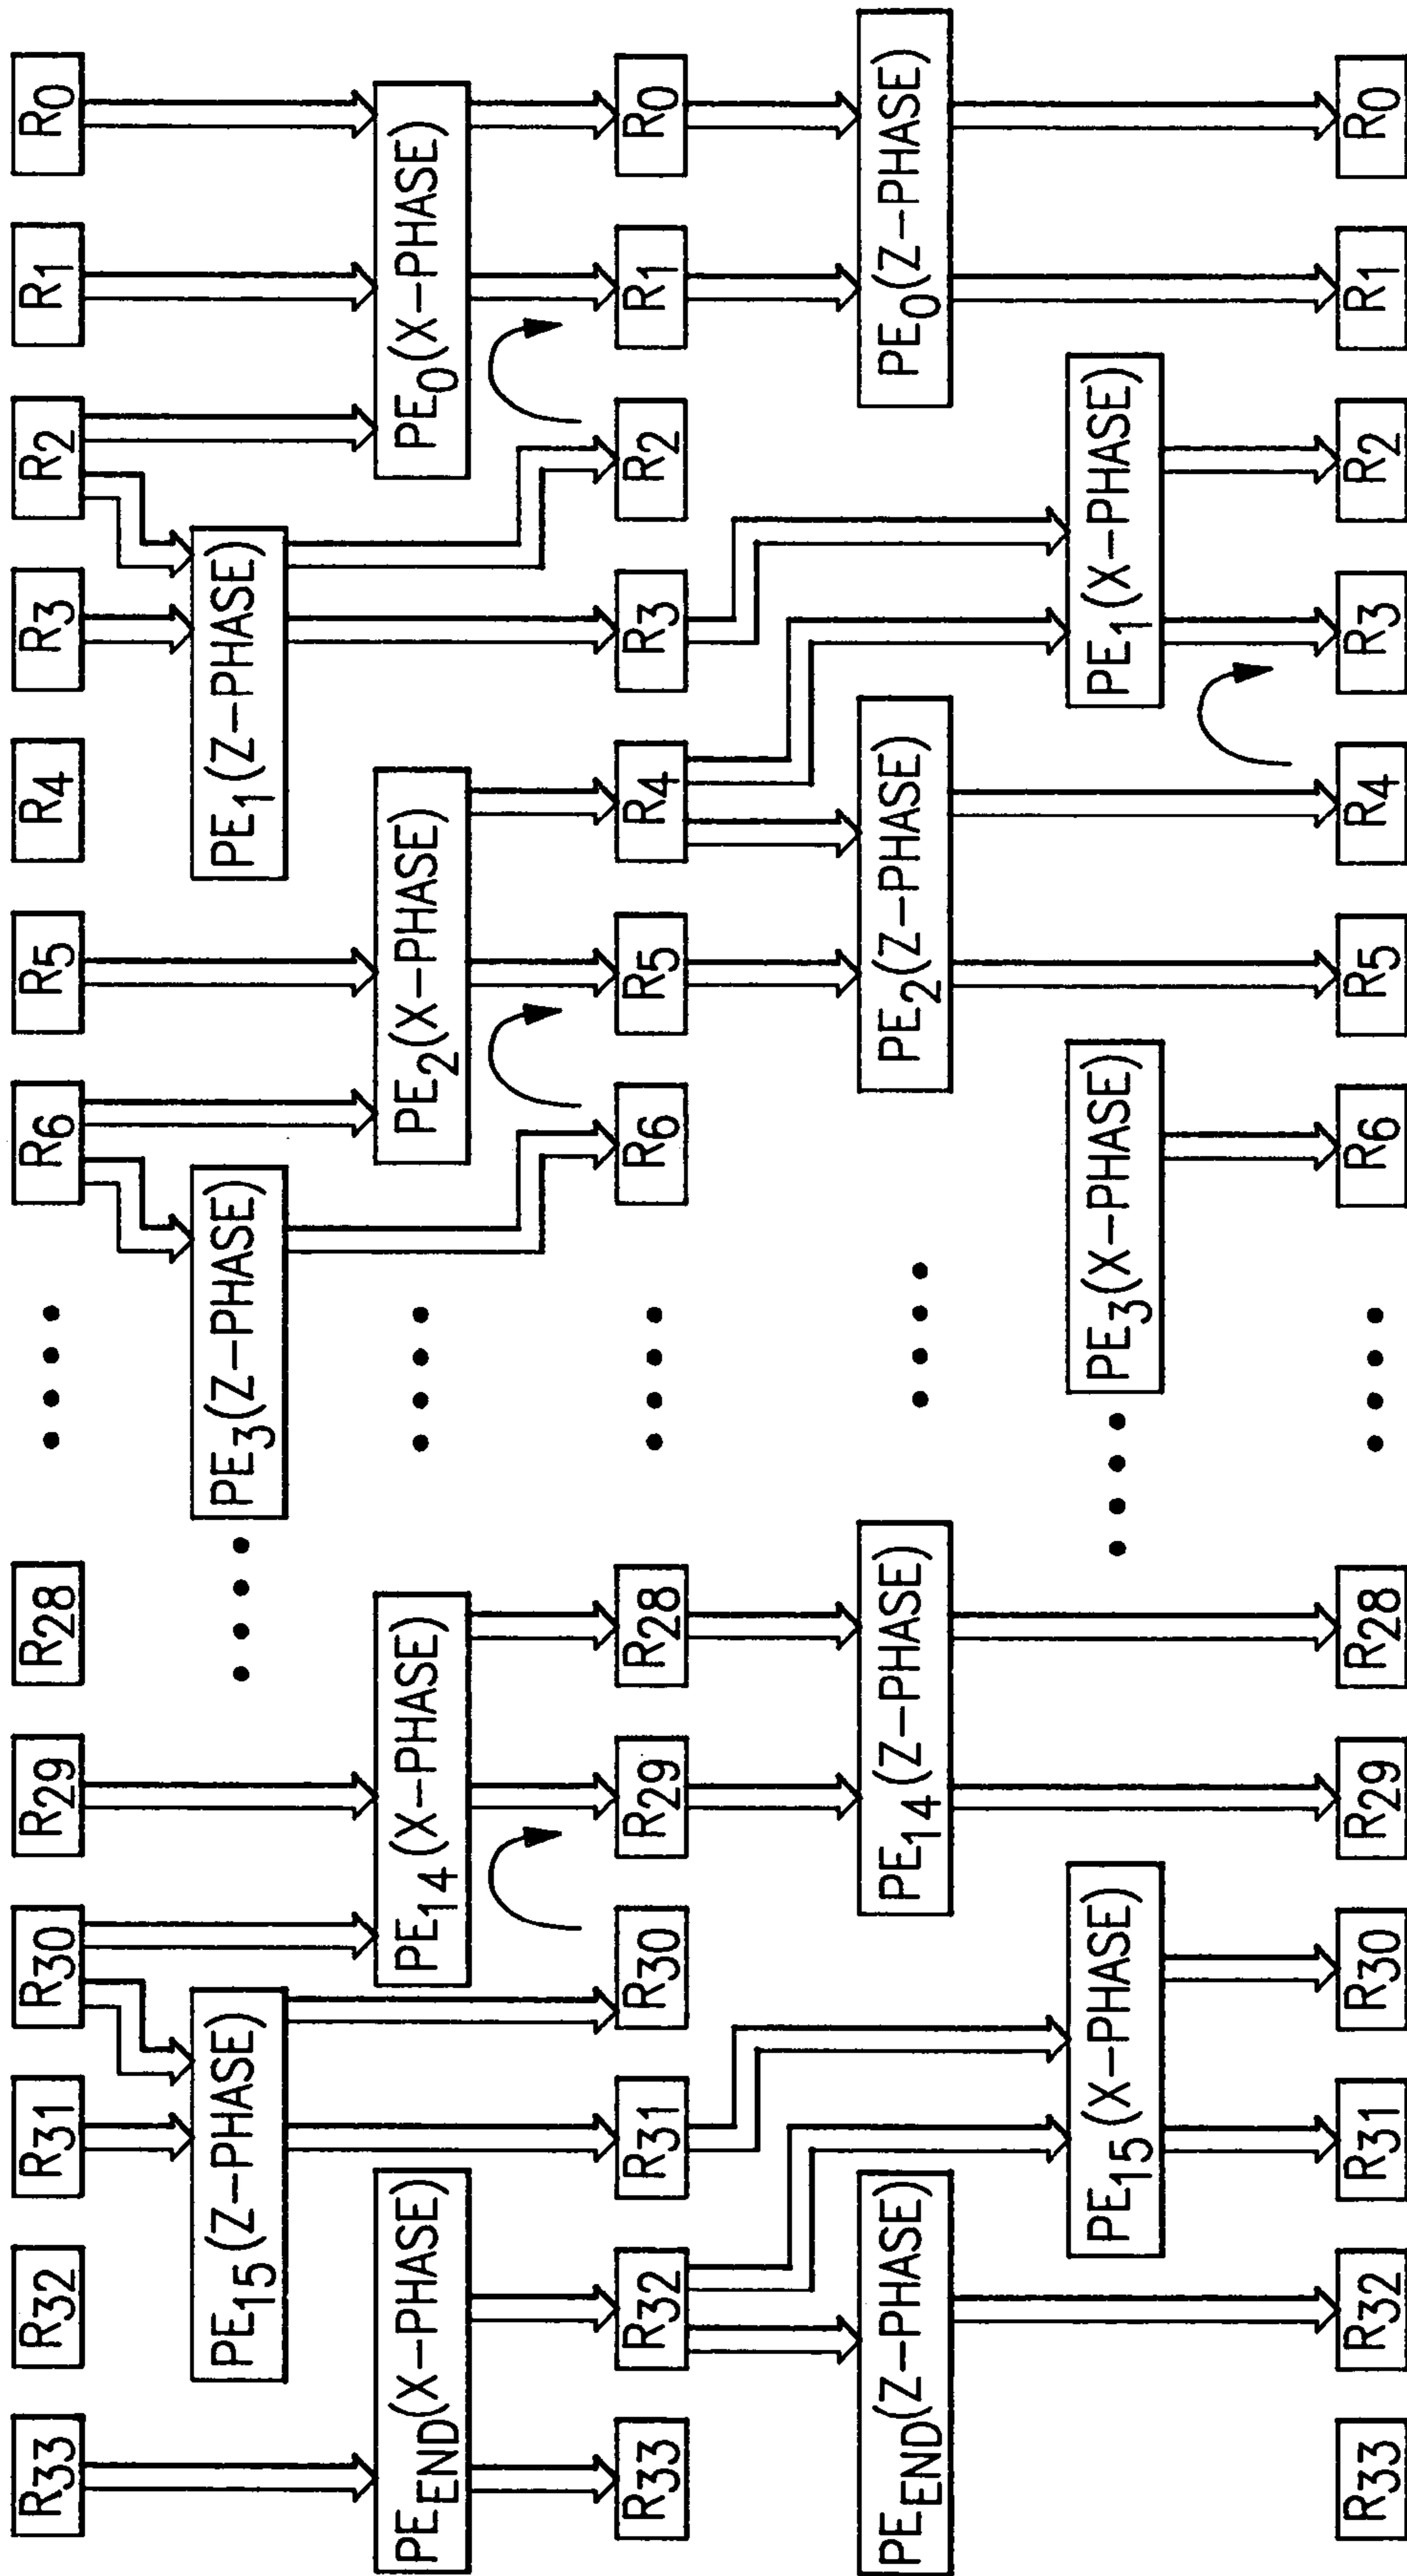 R33 R32 R31 R30 R29 R28 R6 R5 R4 R3 R2 R1 R0
PE15(Z-PHASE) PE3(Z-PHASE) PE1(Z-PHASE)
PEEND(X-PHASE) PE14(X-PHASE) PE2(X-PHASE) PE0(X-PHASE)
R33 R32 R31 R30 R29 R28 R6 R5 R4 R3 R2 R1 R0
PEEND(Z-PHASE) PE14(Z-PHASE) PE2(Z-PHASE) PE0(Z-PHASE)
PE15(X-PHASE) PE3(X-PHASE) PE1(X-PHASE)
R33 R32 R31 R30 R29 R28 R6 R5 R4 R3 R2 R1 R0